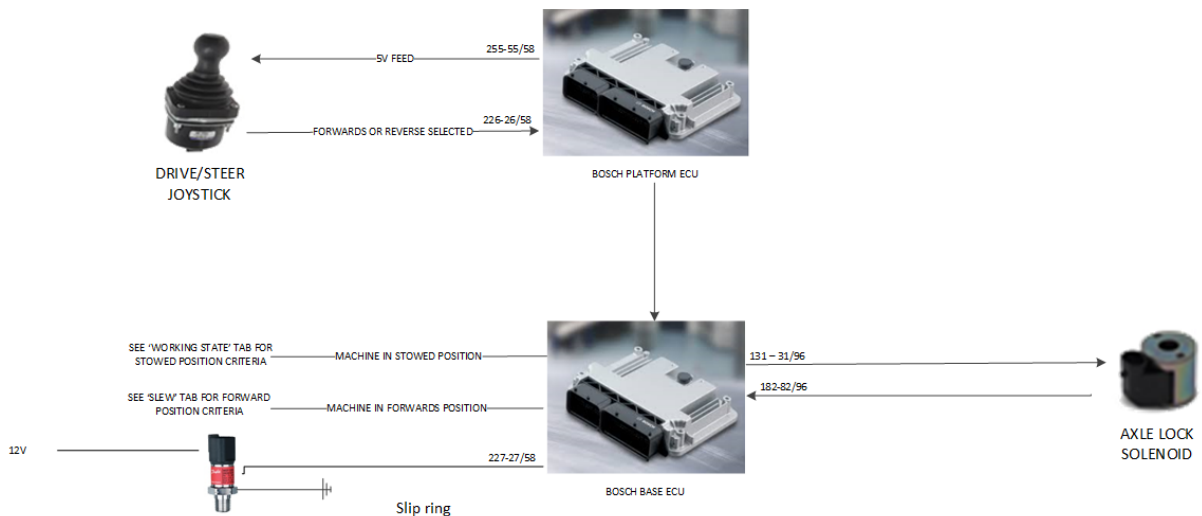 255-55/58
5V FEED
226-26/58
FORWARDS OR REVERSE SELECTED
DRIVE/STEER
JOYSTICK
BOSCH PLATFORM ECU
SEE ‘WORKING STATE’ TAB FOR
STOWED POSITION CRITERIA
MACHINE IN STOWED POSITION
131 – 31/96
182-82/96
SEE ‘SLEW’ TAB FOR FORWARD
POSITION CRITERIA
MACHINE IN FORWARDS POSITION
AXLE LOCK
SOLENOID
12V
227-27/58
BOSCH BASE ECU
Slip ring